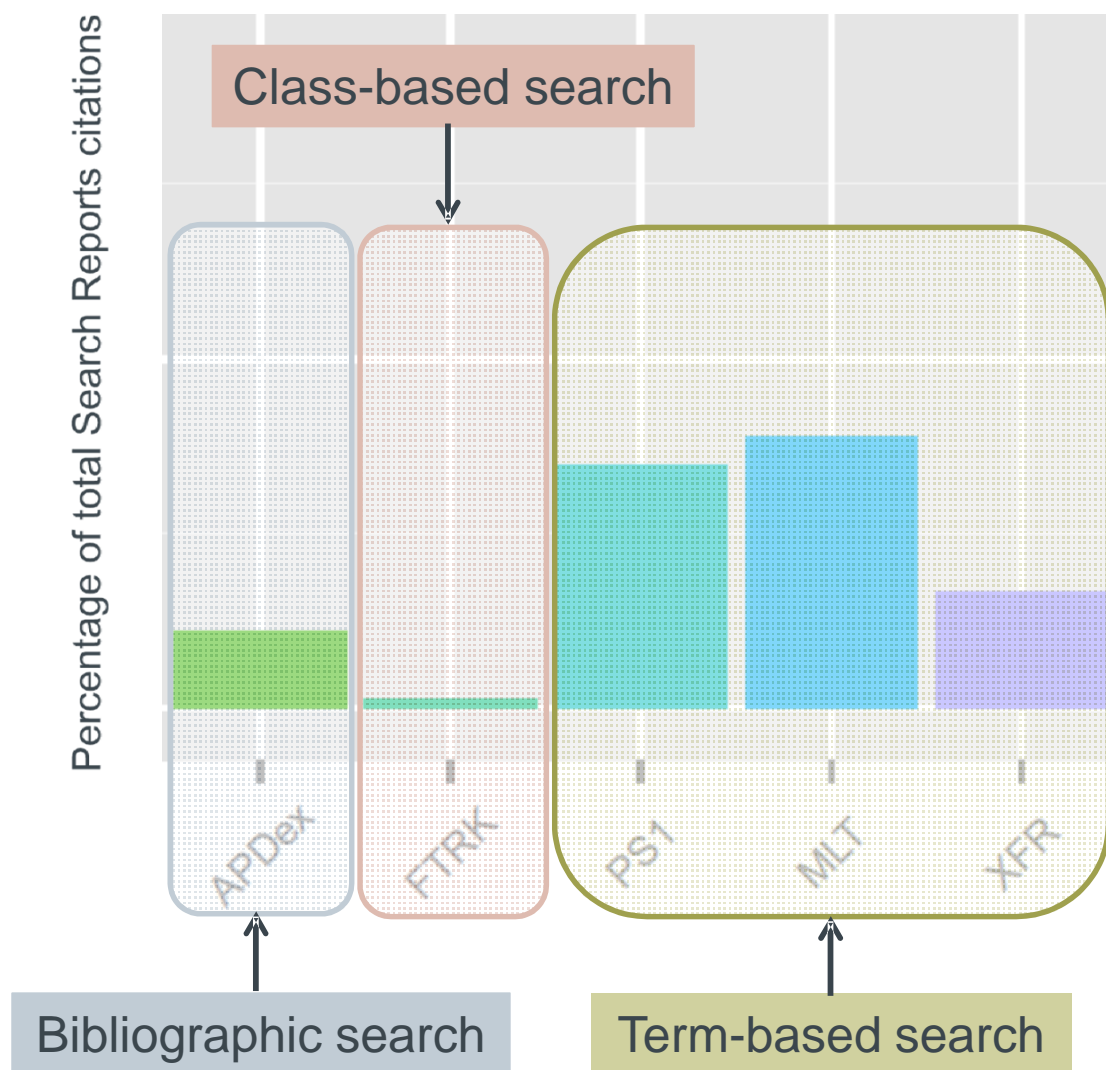 Percentage of total Search Reports citations
Class-based search
APDex
FTRK
PS1
MLT
XFR
Bibliographic search
Term-based search